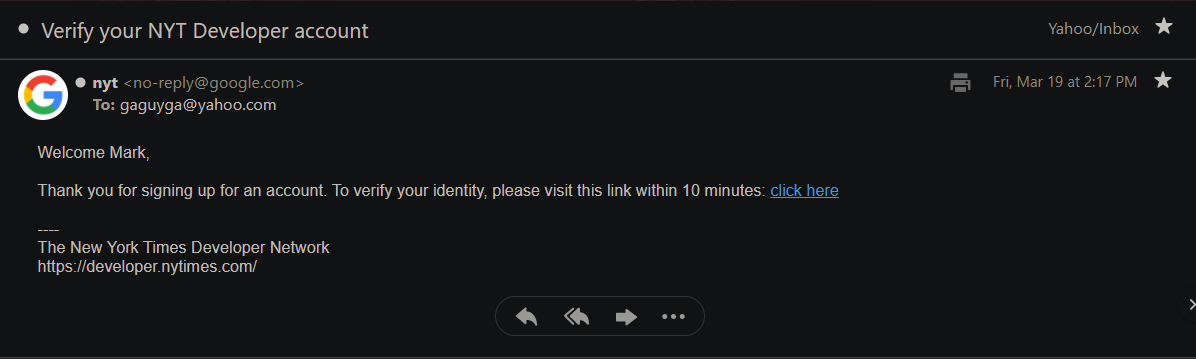 Verify your NYT Developer account
Yahoo/Inbox
nyt <no-reply@google.com>
Fri, Mar 19 at 2:17 PM
To: gaguyga@yahoo.com
Welcome Mark,
Thank you for signing up for an account. To verify your identity, please visit this link within 10 minutes: click here
----
The New York Times Developer Network
https://developer.nytimes.com/